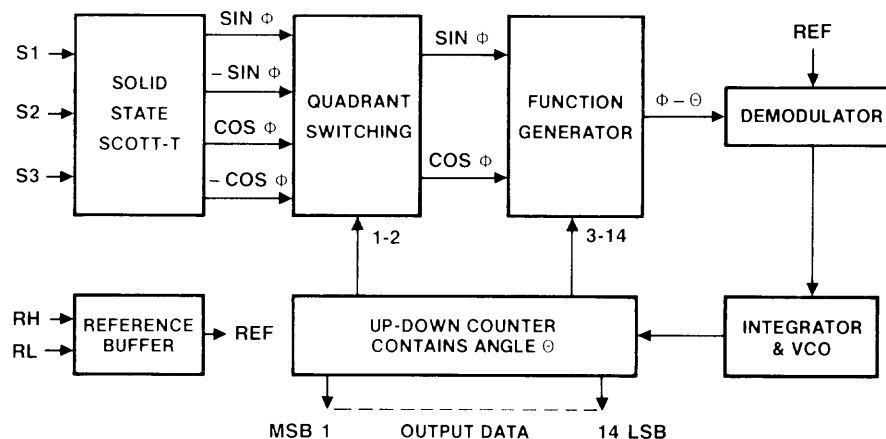 SIN Φ
REF
S1
SOLID
STATE
SCOTT-T
– SIN Φ
QUADRANT
SWITCHING
SIN Φ
FUNCTION
GENERATOR
Φ – Θ
DEMODULATOR
S2
COS Φ
COS Φ
S3
– COS Φ
1-2
3-14
RH
RL
REFERENCE
BUFFER
REF
UP-DOWN COUNTER
CONTAINS ANGLE Θ
INTEGRATOR
& VCO
MSB 1
OUTPUT DATA
14 LSB